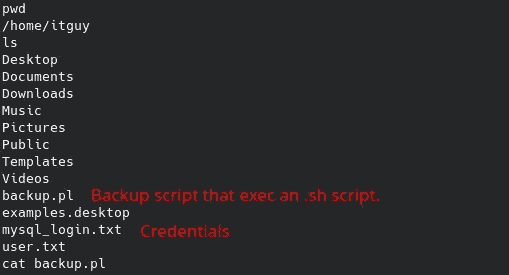 pwd
/home/itguy
ls
Desktop
Documents
Downloads
Music
Pictures
Public
Templates
Videos
backup.pl Backup script that exec an .sh script.
examples.desktop
mysql_login.txt Credentials
user.txt
cat backup.pl